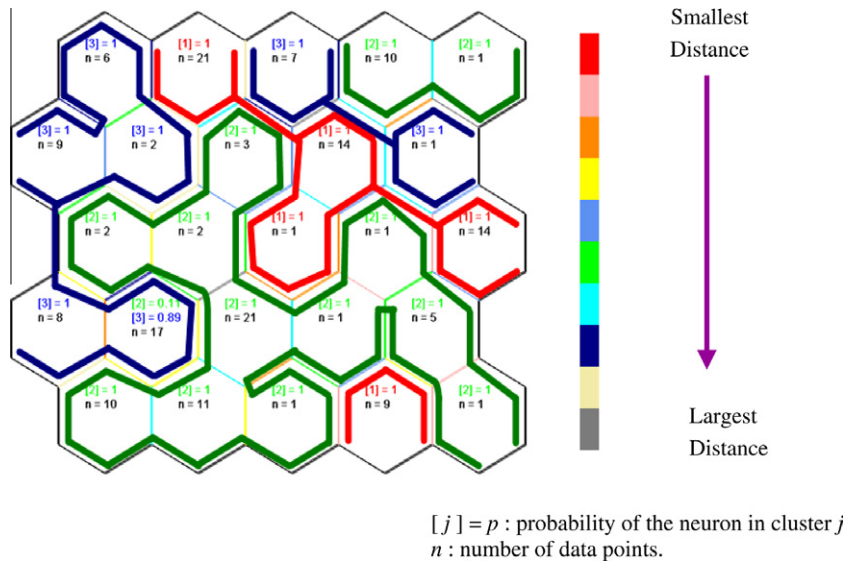 Smallest
Distance
[3] = 1
n = 6
[1] = 1
n = 21
[3] = 1
n = 7
[2] = 1
n = 10
[2] = 1
n = 1
[3] = 1
n = 9
[3] = 1
n = 2
[2] = 1
n = 3
[1] = 1
n = 14
[3] = 1
n = 1
[2] = 1
n = 2
[2] = 1
n = 2
[1] = 1
n = 1
[2] = 1
n = 1
[1] = 1
n = 14
[3] = 1
n = 8
[2] = 0.11
[3] = 0.89
n = 17
[2] = 1
n = 21
[2] = 1
n = 1
[2] = 1
n = 5
[2] = 1
n = 10
[2] = 1
n = 11
[2] = 1
n = 1
[1] = 1
n = 9
[2] = 1
n = 1
Largest
Distance
[ j ] = p : probability of the neuron in cluster j
n : number of data points.